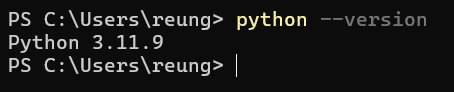 PS C:\Users\reung> python --version
Python 3.11.9
PS C:\Users\reung>